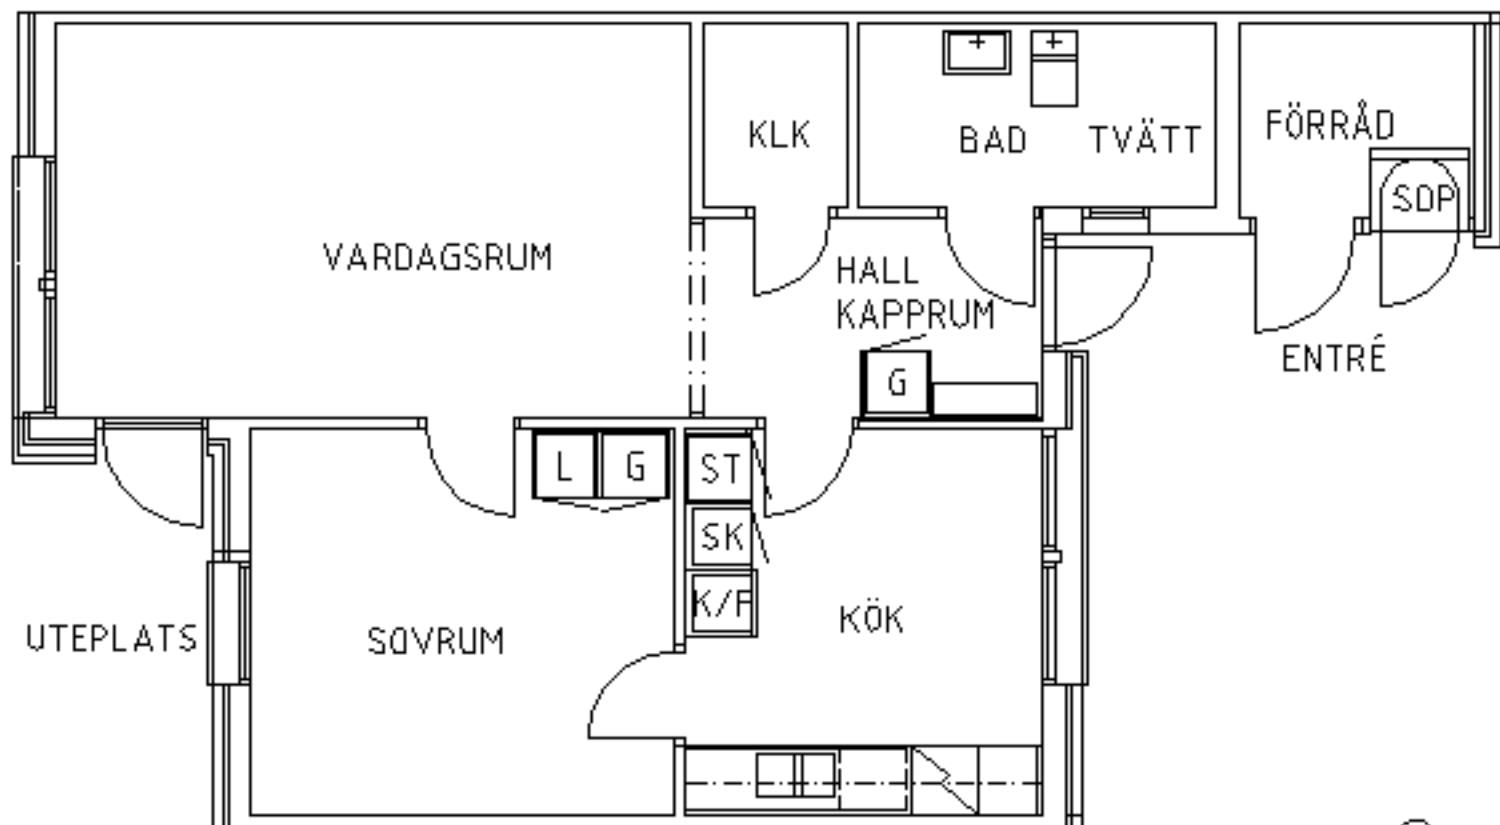 KLK
BAD
TVÄTT
FÖRRÅD
SOP
VARDAGSRUM
HALL
KAPPRUM
G
ENTRÉ
L
G
ST
SK
K/F
UTEPLATS
SOVRUM
KÖK